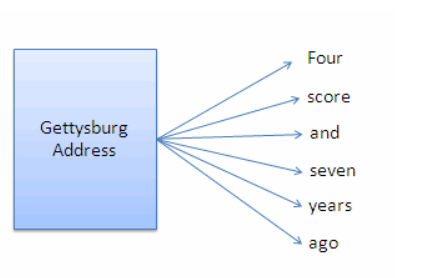 Gettysburg
Address
Four
score
and
seven
years
ago